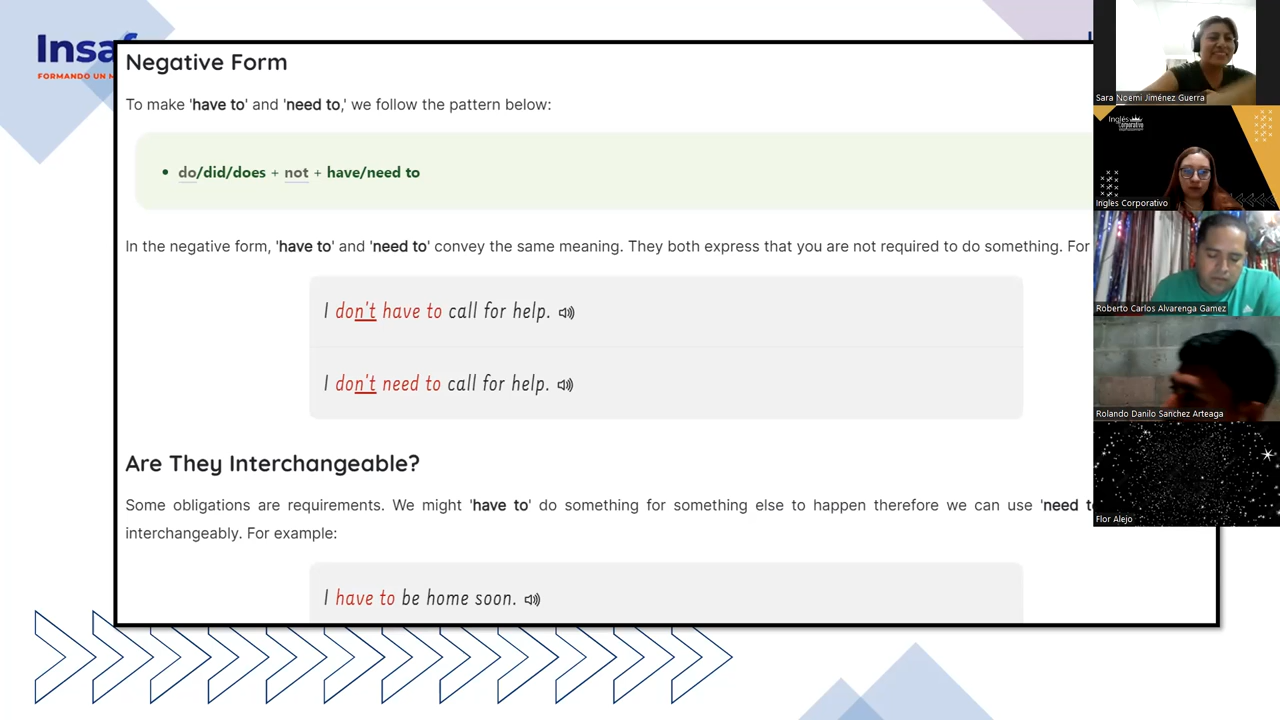 Insaf
FORMANDO UN
Negative Form
To make 'have to' and 'need to,' we follow the pattern below:
• do/did/does + not + have/need to
In the negative form, 'have to' and 'need to' convey the same meaning. They both express that you are not required to do something. For
I don't have to call for help.
I don't need to call for help.
Are They Interchangeable?
Some obligations are requirements. We might 'have to' do something for something else to happen therefore we can use 'need to
interchangeably. For example:
I have to be home soon.
Sara Noemi Jiménez Guerra
Inglés
Corporativo
Ingles Corporativo
Roberto Carlos Alvarenga Gamez
Rolando Danilo Sanchez Arteaga
Flor Alejo